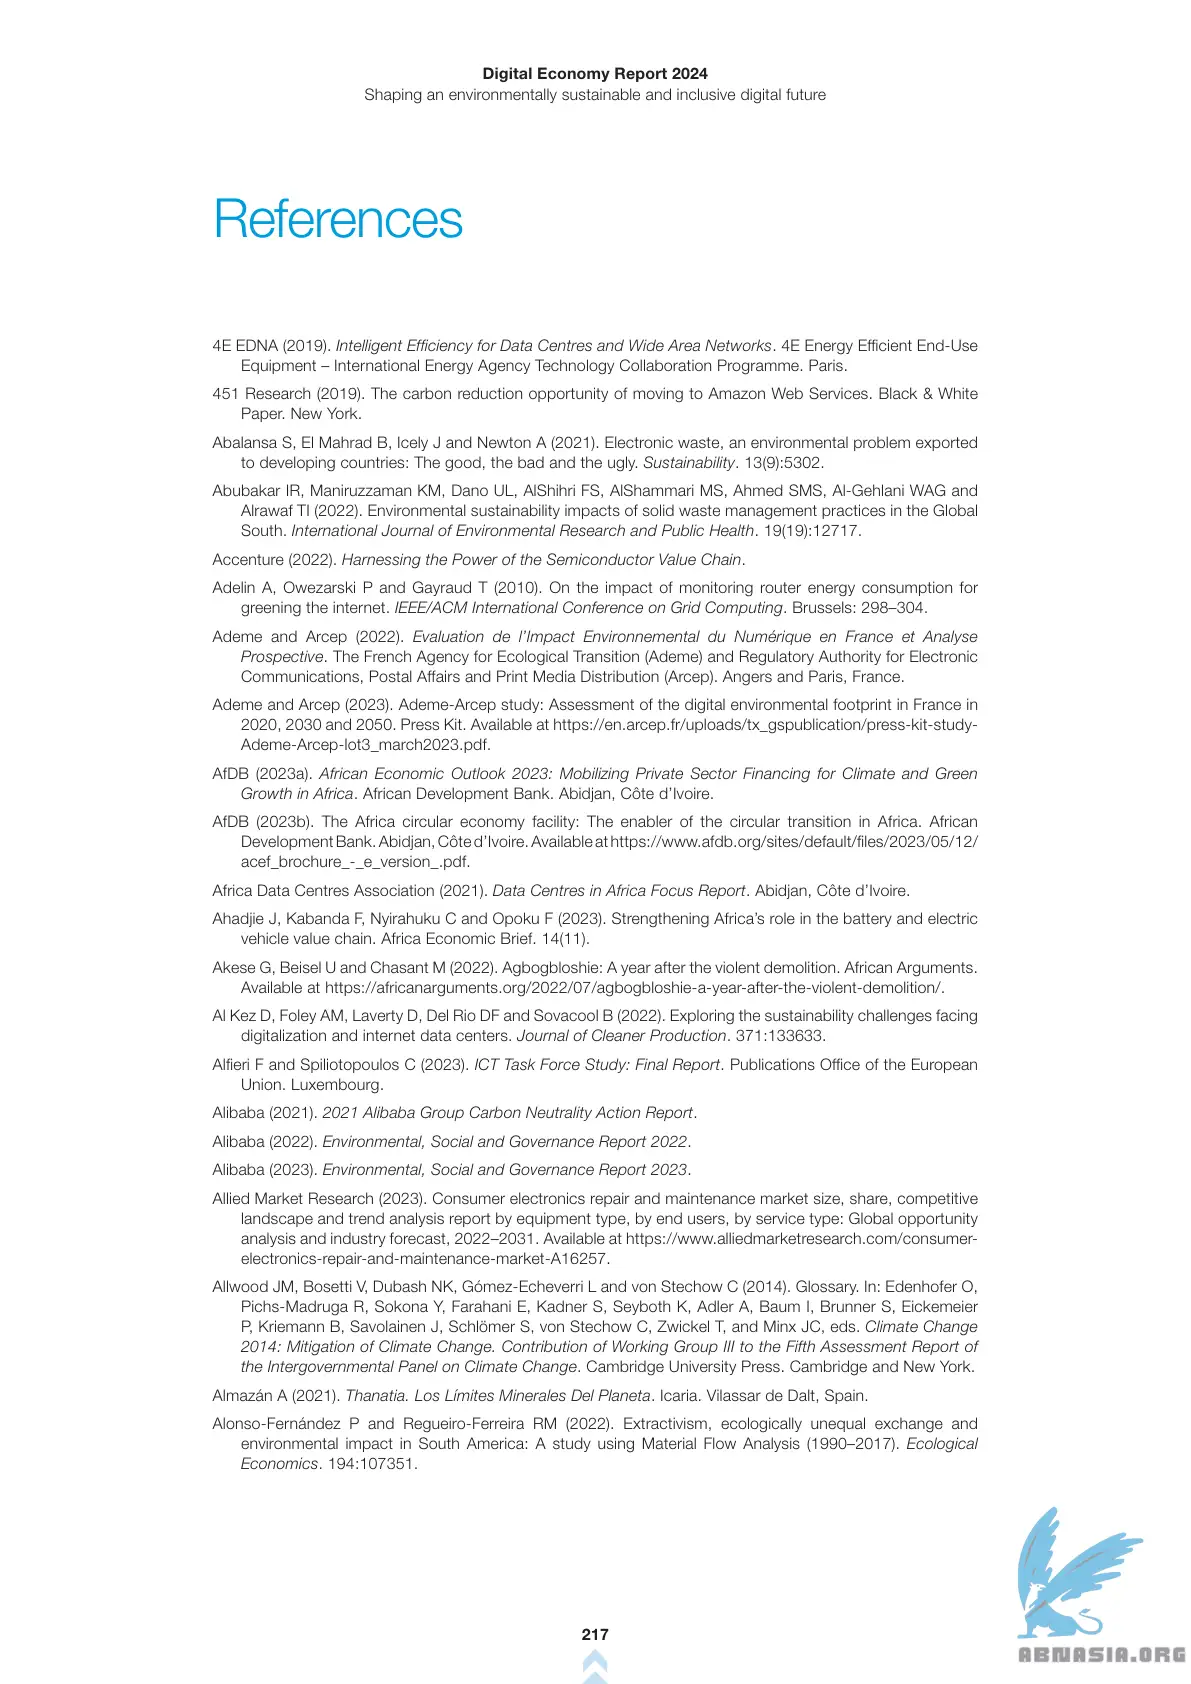 Digital Economy Report 2024
Shaping an environmentally sustainable and inclusive digital future
References
4E EDNA (2019). Intelligent Efficiency for Data Centres and Wide Area Networks. 4E Energy Efficient End-Use
Equipment – International Energy Agency Technology Collaboration Programme. Paris.
451 Research (2019). The carbon reduction opportunity of moving to Amazon Web Services. Black & White
Paper. New York.
Abalansa S, El Mahrad B, Icely J and Newton A (2021). Electronic waste, an environmental problem exported
to developing countries: The good, the bad and the ugly. Sustainability. 13(9):5302.
Abubakar IR, Maniruzzaman KM, Dano UL, AlShihri FS, AlShammari MS, Ahmed SMS, Al-Gehlani WAG and
Alrawaf TI (2022). Environmental sustainability impacts of solid waste management practices in the Global
South. International Journal of Environmental Research and Public Health. 19(19):12717.
Accenture (2022). Harnessing the Power of the Semiconductor Value Chain.
Adelin A, Owezarski P and Gayraud T (2010). On the impact of monitoring router energy consumption for
greening the internet. IEEE/ACM International Conference on Grid Computing. Brussels: 298–304.
Ademe and Arcep (2022). Evaluation de l’Impact Environnemental du Numérique en France et Analyse
Prospective. The French Agency for Ecological Transition (Ademe) and Regulatory Authority for Electronic
Communications, Postal Affairs and Print Media Distribution (Arcep). Angers and Paris, France.
Ademe and Arcep (2023). Ademe-Arcep study: Assessment of the digital environmental footprint in France in
2020, 2030 and 2050. Press Kit. Available at https://en.arcep.fr/uploads/tx_gspublication/press-kit-study-
Ademe-Arcep-lot3_march2023.pdf.
AfDB (2023a). African Economic Outlook 2023: Mobilizing Private Sector Financing for Climate and Green
Growth in Africa. African Development Bank. Abidjan, Côte d’Ivoire.
AfDB (2023b). The Africa circular economy facility: The enabler of the circular transition in Africa. African
Development Bank. Abidjan, Côte d’Ivoire. Available at https://www.afdb.org/sites/default/files/2023/05/12/
acef_brochure_-_e_version_.pdf.
Africa Data Centres Association (2021). Data Centres in Africa Focus Report. Abidjan, Côte d’Ivoire.
Ahadjie J, Kabanda F, Nyirahuku C and Opoku F (2023). Strengthening Africa’s role in the battery and electric
vehicle value chain. Africa Economic Brief. 14(11).
Akese G, Beisel U and Chasant M (2022). Agbogbloshie: A year after the violent demolition. African Arguments.
Available at https://africanarguments.org/2022/07/agbogbloshie-a-year-after-the-violent-demolition/.
Al Kez D, Foley AM, Laverty D, Del Rio DF and Sovacool B (2022). Exploring the sustainability challenges facing
digitalization and internet data centers. Journal of Cleaner Production. 371:133633.
Alfieri F and Spiliotopoulos C (2023). ICT Task Force Study: Final Report. Publications Office of the European
Union. Luxembourg.
Alibaba (2021). 2021 Alibaba Group Carbon Neutrality Action Report.
Alibaba (2022). Environmental, Social and Governance Report 2022.
Alibaba (2023). Environmental, Social and Governance Report 2023.
Allied Market Research (2023). Consumer electronics repair and maintenance market size, share, competitive
landscape and trend analysis report by equipment type, by end users, by service type: Global opportunity
analysis and industry forecast, 2022–2031. Available at https://www.alliedmarketresearch.com/consumer-
electronics-repair-and-maintenance-market-A16257.
Allwood JM, Bosetti V, Dubash NK, Gómez-Echeverri L and von Stechow C (2014). Glossary. In: Edenhofer O,
Pichs-Madruga R, Sokona Y, Farahani E, Kadner S, Seyboth K, Adler A, Baum I, Brunner S, Eickemeier
P, Kriemann B, Savolainen J, Schlömer S, von Stechow C, Zwickel T, and Minx JC, eds. Climate Change
2014: Mitigation of Climate Change. Contribution of Working Group III to the Fifth Assessment Report of
the Intergovernmental Panel on Climate Change. Cambridge University Press. Cambridge and New York.
Almazán A (2021). Thanatia. Los Límites Minerales Del Planeta. Icaria. Vilassar de Dalt, Spain.
Alonso-Fernández P and Regueiro-Ferreira RM (2022). Extractivism, ecologically unequal exchange and
environmental impact in South America: A study using Material Flow Analysis (1990–2017). Ecological
Economics. 194:107351.
217
ABNASIA.ORG